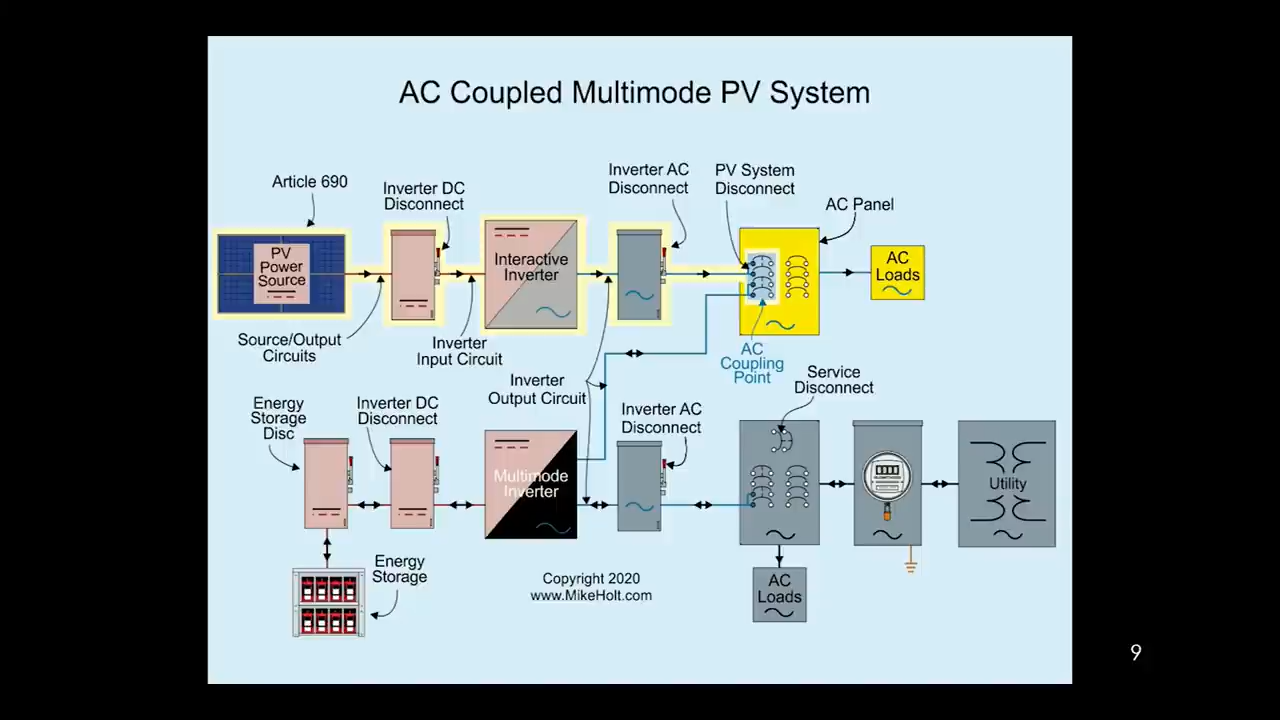 AC Coupled Multimode PV System
Article 690
Inverter DC
Disconnect
Inverter AC
Disconnect
PV System
Disconnect
AC Panel
PV
Power
Source
Interactive
Inverter
AC
Loads
Source/Output
Circuits
Inverter
Input Circuit
AC
Coupling
Point
Inverter
Output Circuit
Service
Disconnect
Energy
Storage
Disc
Inverter DC
Disconnect
Inverter AC
Disconnect
Multimode
Inverter
Utility
Energy
Storage
Copyright 2020
www.MikeHolt.com
AC
Loads
9